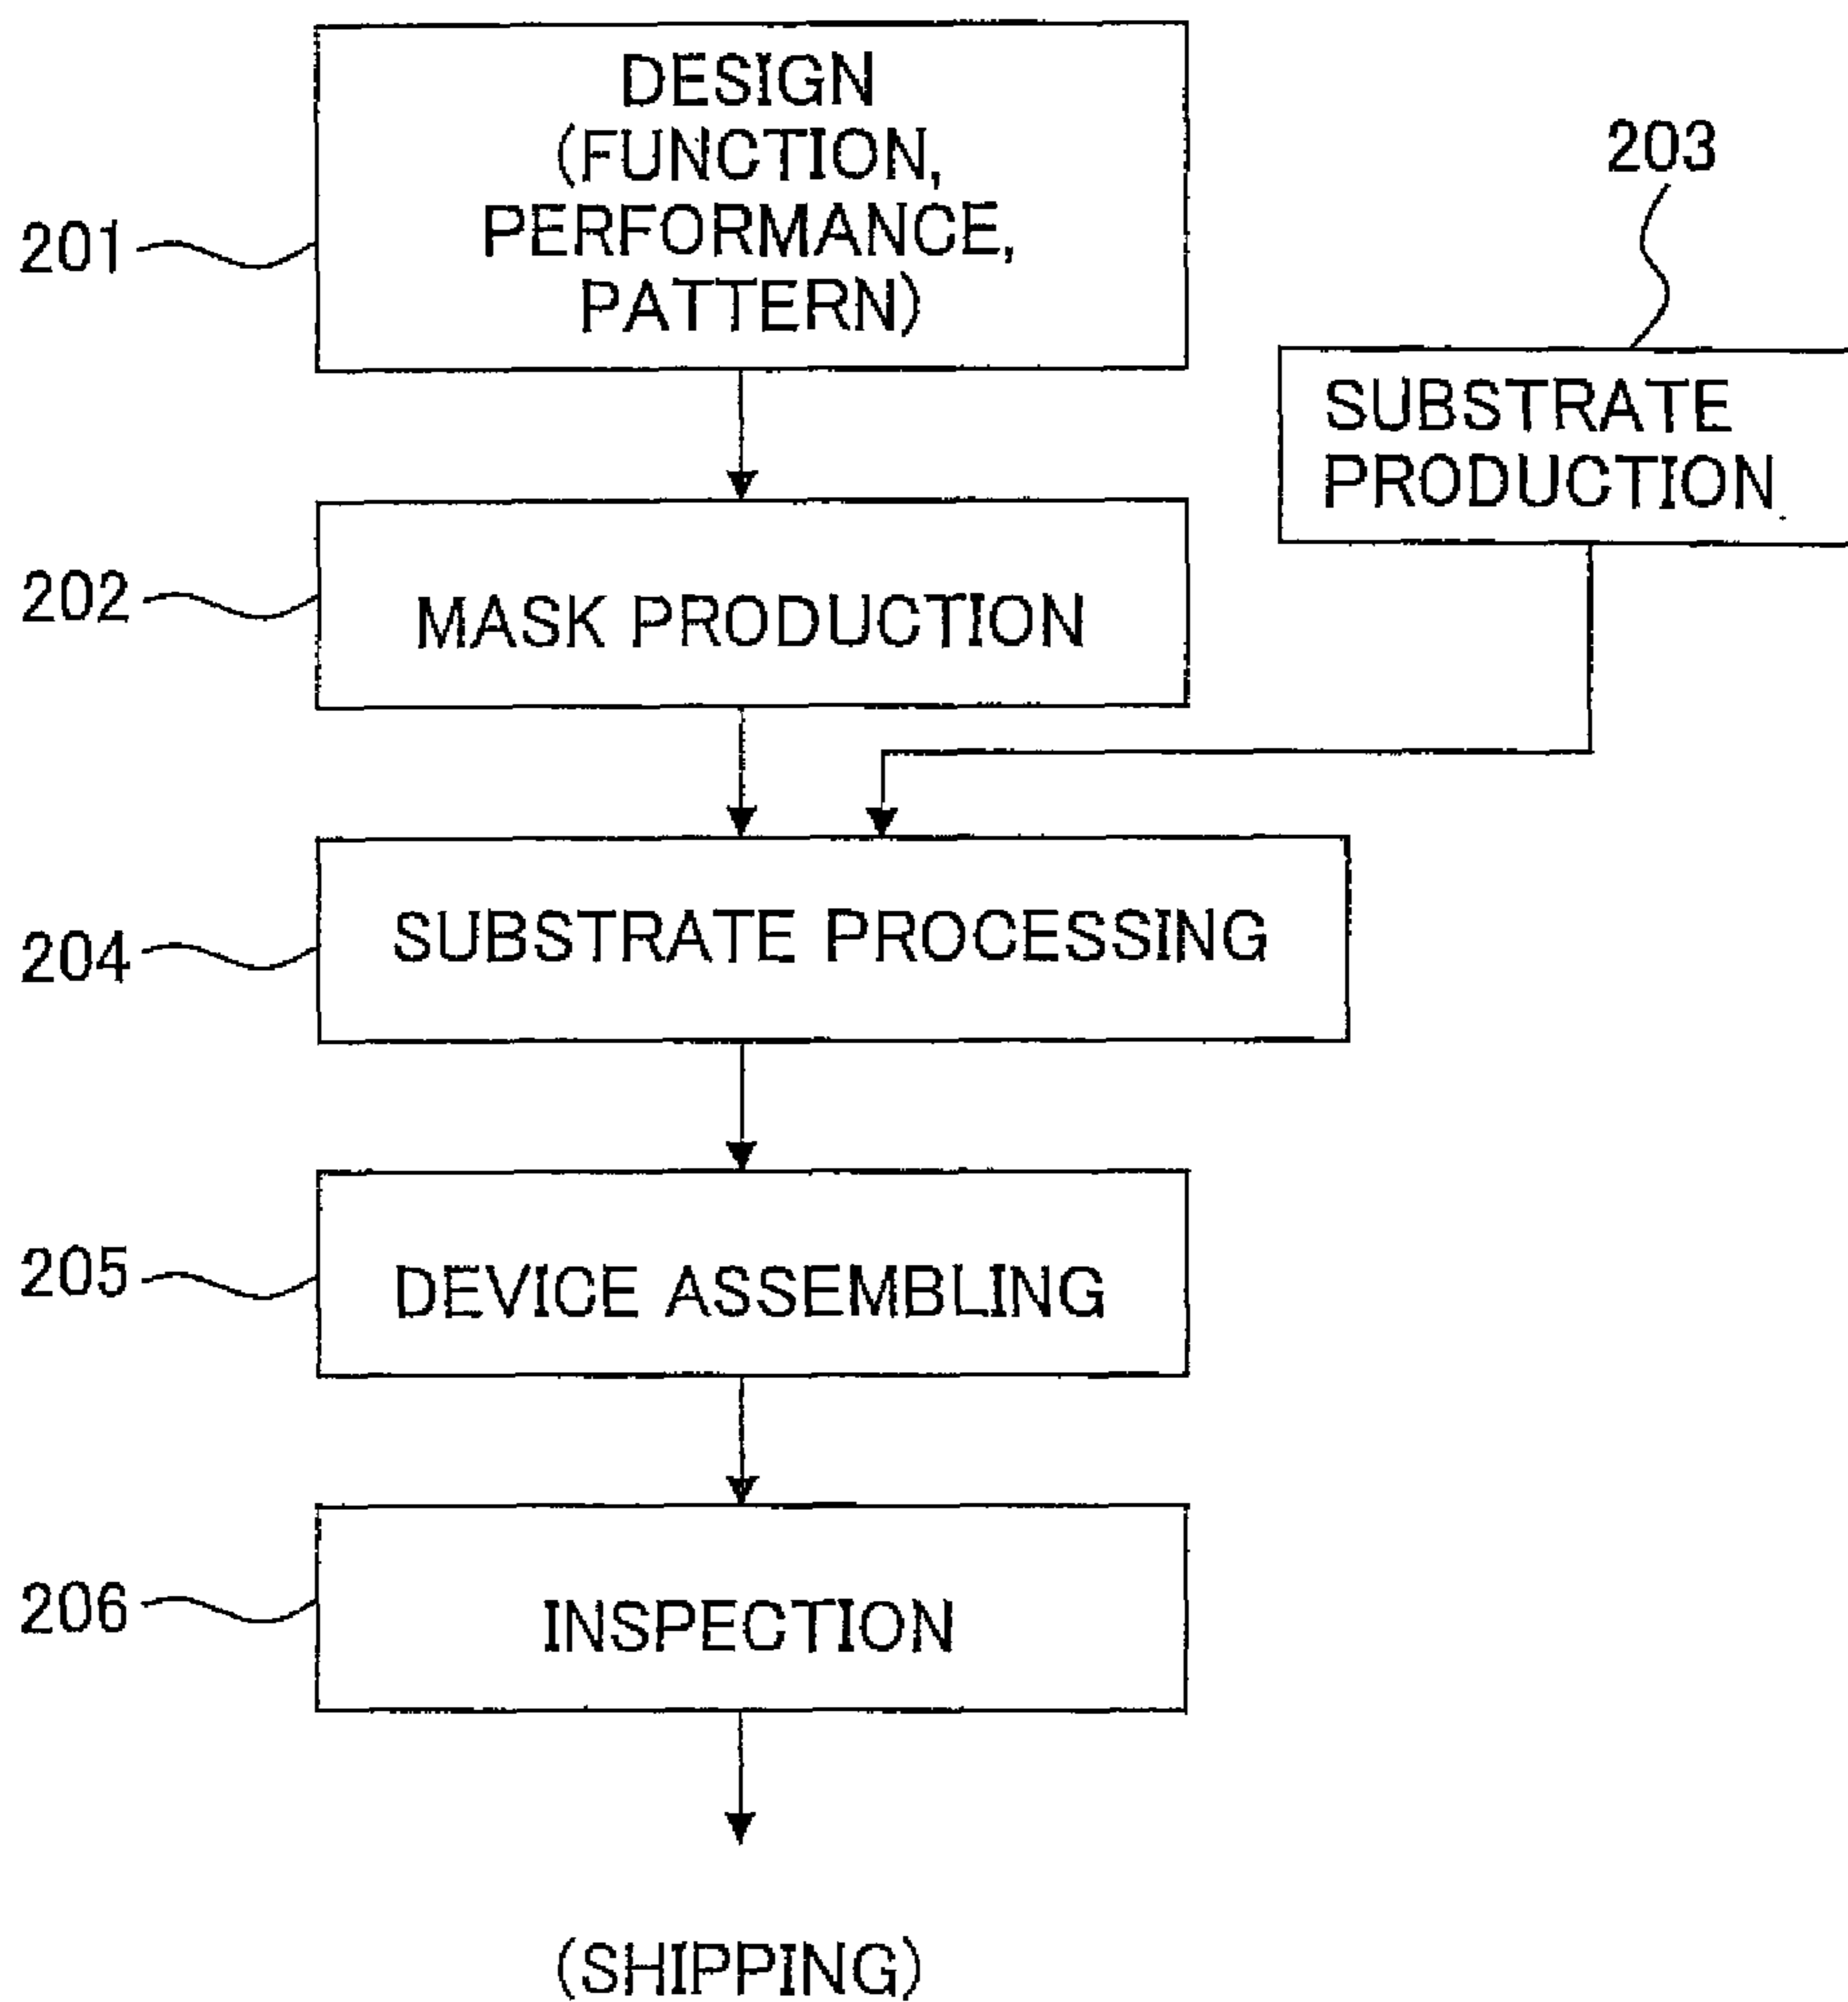 DESIGN
(FUNCTION,
PERFORMANCE,
PATTERN)
201
203
SUBSTRATE
PRODUCTION
202
MASK PRODUCTION
204
SUBSTRATE PROCESSING
205
DEVICE ASSEMBLING
206
INSPECTION
(SHIPPING)